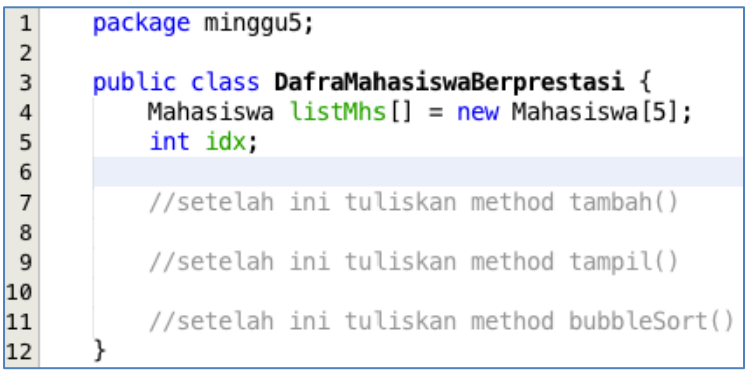 1 package minggu5;
2
3 public class DafraMahasiswaBerprestasi {
4 Mahasiswa listMhs[] = new Mahasiswa[5];
5 int idx;
6
7 //setelah ini tuliskan method tambah()
8
9 //setelah ini tuliskan method tampil()
10
11 //setelah ini tuliskan method bubbleSort()
12 }